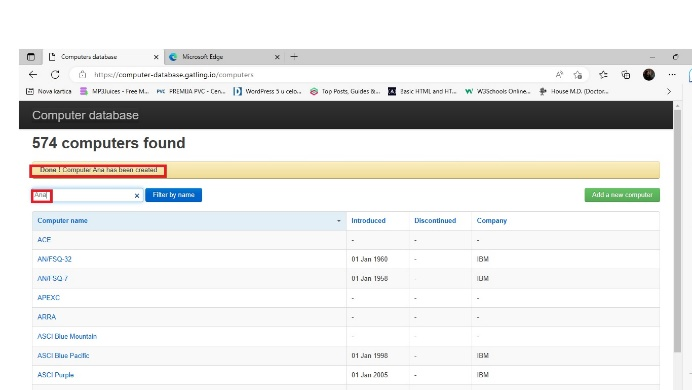 Computers database
Microsoft Edge
https://computer-database.gatling.io/computers
Nova kartica
MP3Juices - Free M...
PVC PREMIJA PVC - Cen...
WordPress 5 u celo...
Top Posts, Guides &...
Basic HTML and HT...
W3Schools Online...
House M.D. (Doctor...
Computer database
574 computers found
Done ! Computer Ana has been created
Ana
Filter by name
Add a new computer
Computer name Introduced Discontinued Company
ACE - - -
AN/FSQ-32 01 Jan 1960 - IBM
AN/FSQ-7 01 Jan 1958 - IBM
APEXC - - -
ARRA - - -
ASCI Blue Mountain - - -
ASCI Blue Pacific 01 Jan 1998 - IBM
ASCI Purple 01 Jan 2005 - IBM